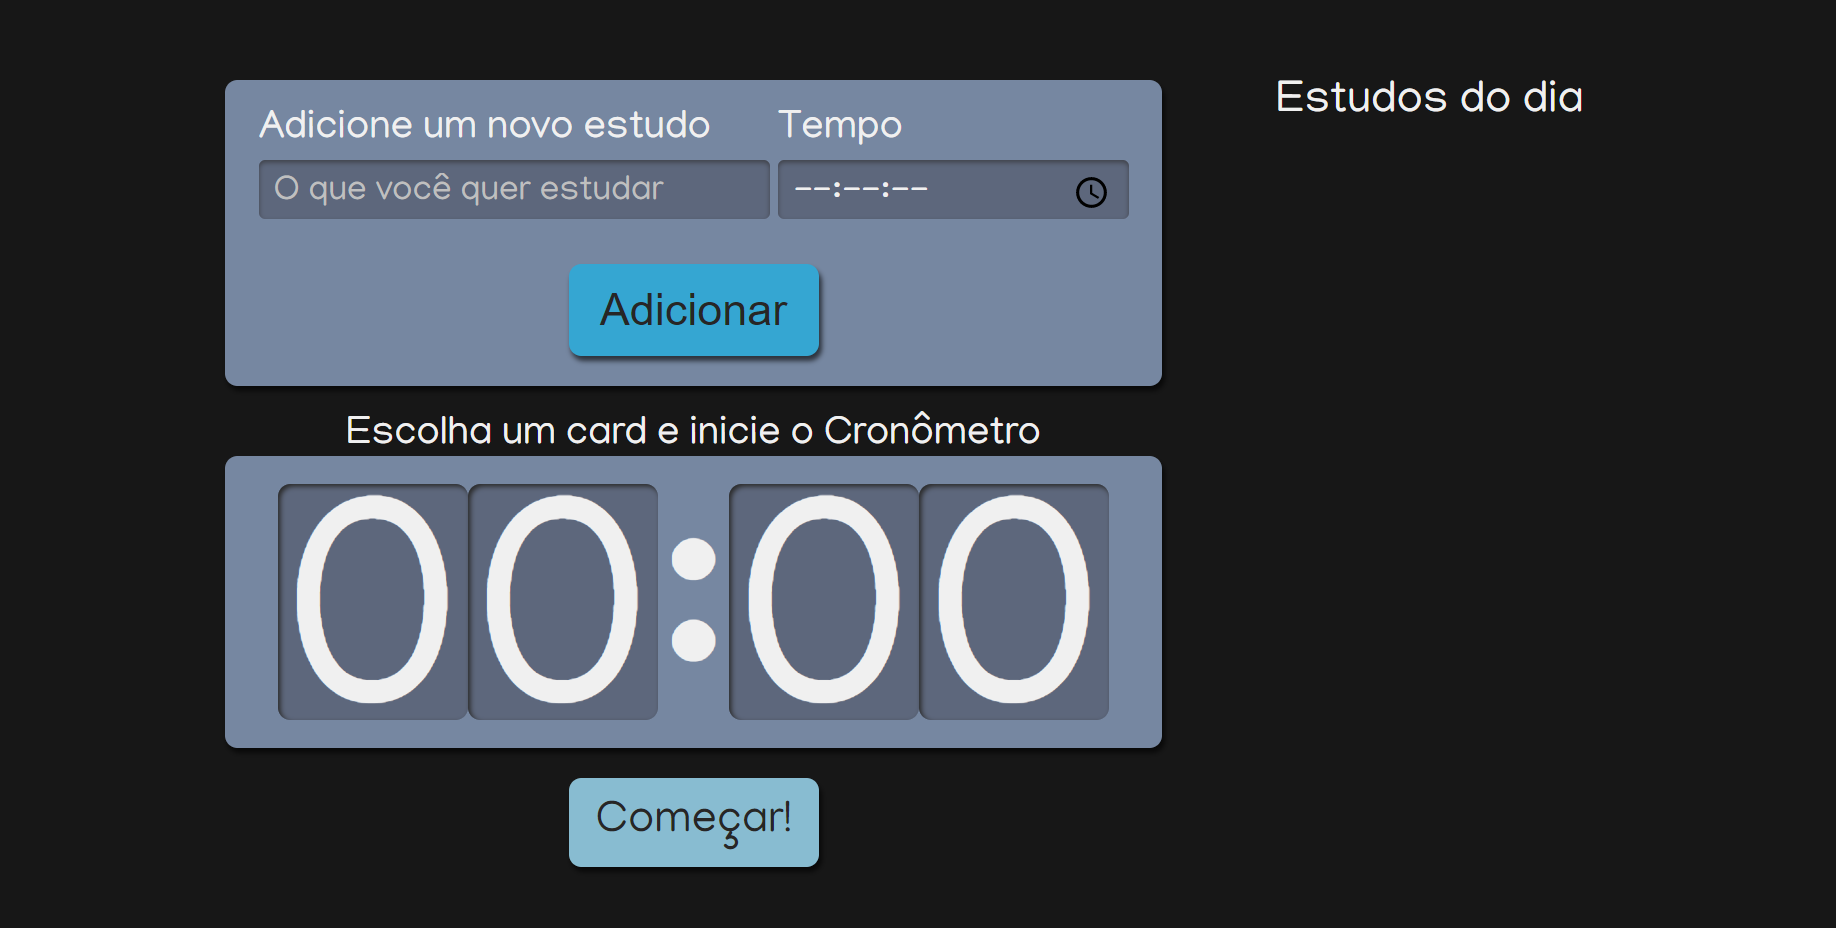 Adicione um novo estudo
Tempo
O que você quer estudar
--:--:--
Adicionar
Escolha um card e inicie o Cronômetro
00:00
Começar!
Estudos do dia